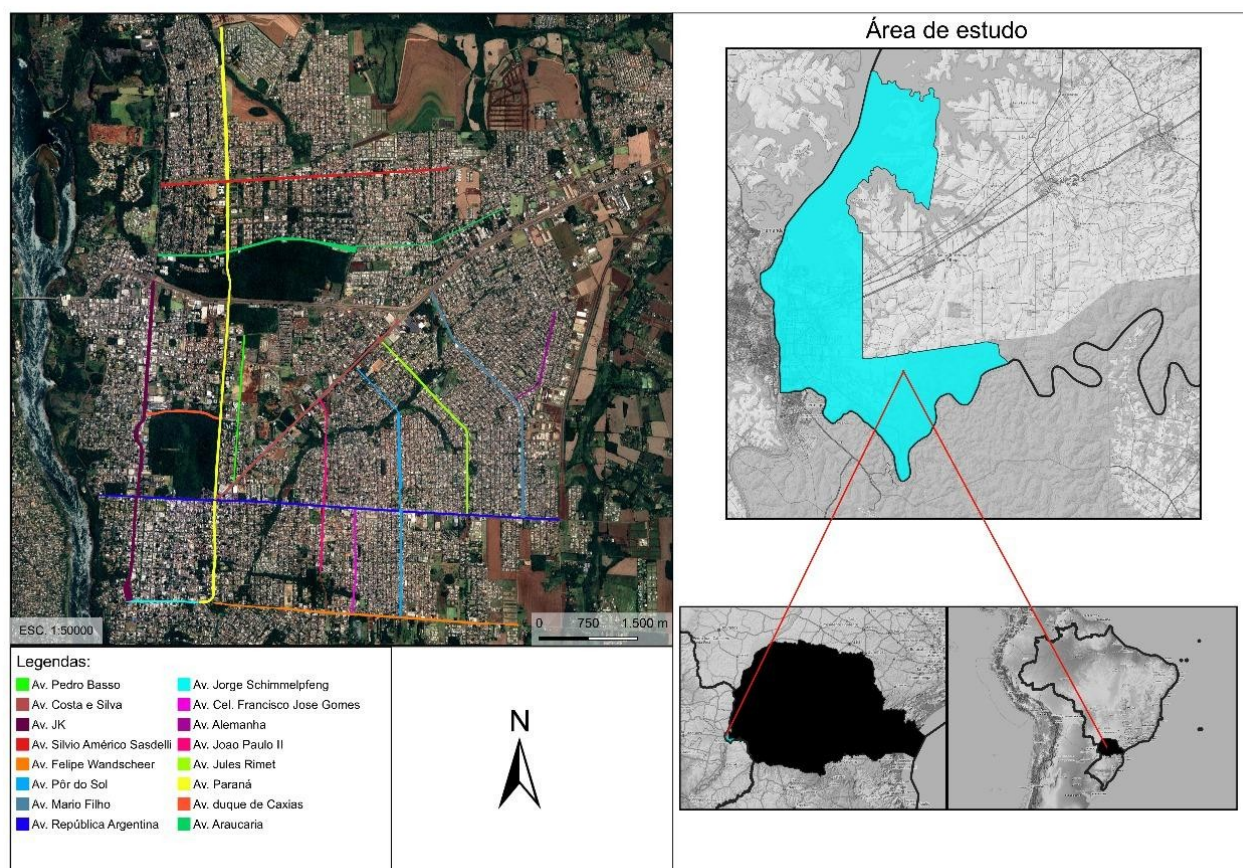 Área de estudo
ESC. 1:50000
0 750 1.500 m
Legendas:
Av. Pedro Basso
Av. Costa e Silva
Av. JK
Av. Silvio Américo Sasdelli
Av. Felipe Wandscheer
Av. Pôr do Sol
Av. Mario Filho
Av. República Argentina
Av. Jorge Schimmelpfeng
Av. Cel. Francisco Jose Gomes
Av. Alemanha
Av. Joao Paulo II
Av. Jules Rimet
Av. Paraná
Av. duque de Caxias
Av. Araucaria
N